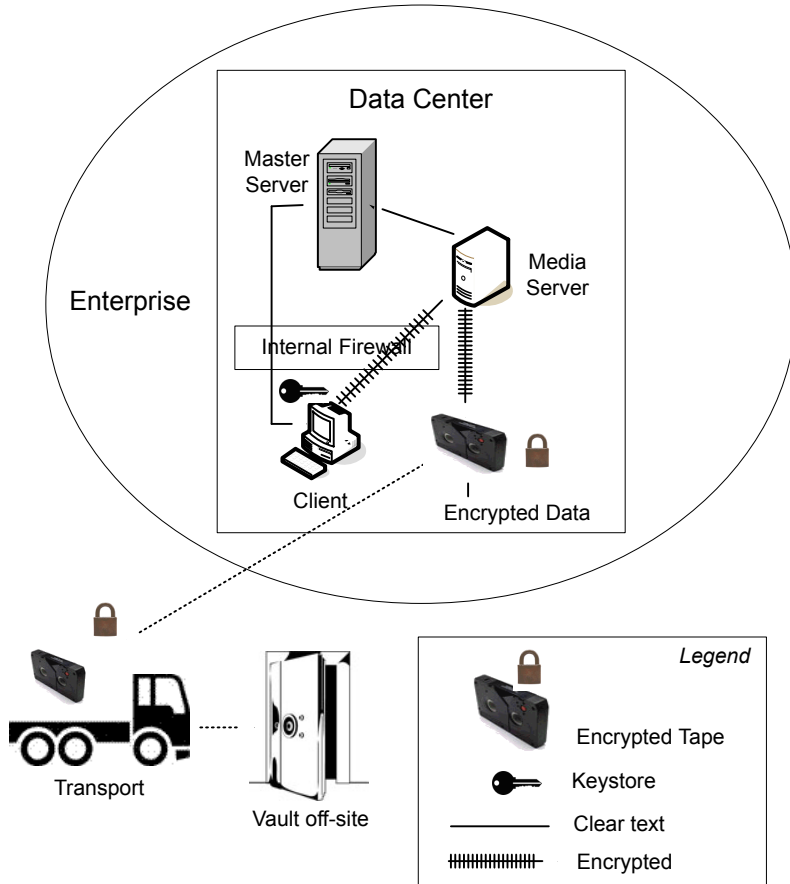 Data Center
Master
Server
Media
Server
Enterprise
Internal Firewall
Client
Encrypted Data
Transport
Vault off-site
Legend
Encrypted Tape
Keystore
Clear text
Encrypted